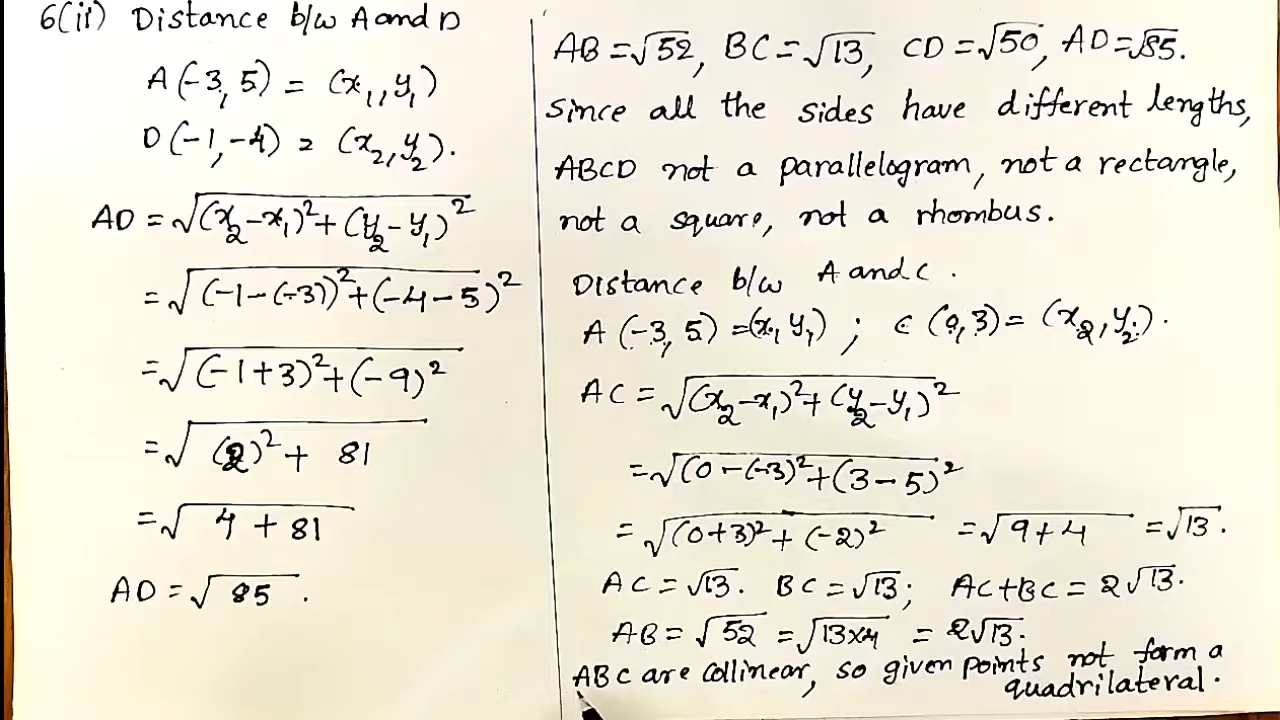 6(ii) Distance b/w A and D
A(-3, 5) = (x₁, y₁)
D(-1, -4) = (x₂, y₂).
AD = √(x₂-x₁)²+(y₂-y₁)²
= √(-1-(-3))²+(-4-5)²
= √(-1+3)²+(-9)²
= √(2)²+ 81
= √4 + 81
AD = √85.
AB = √52, BC = √13, CD = √50, AD = √85.
Since all the sides have different lengths,
ABCD not a parallelogram, not a rectangle,
not a square, not a rhombus.
Distance b/w A and C.
A (-3, 5) = (x₁, y₁) ; C (0, 3) = (x₂, y₂).
AC = √(x₂-x₁)²+(y₂-y₁)²
= √(0-(-3)²+(3-5)²
= √(0+3)²+(-2)² = √9+4 = √13.
AC = √13. BC = √13; AC+BC = 2√13.
AB = √52 = √13×4 = 2√13.
ABC are collinear, so given points not form a
quadrilateral.